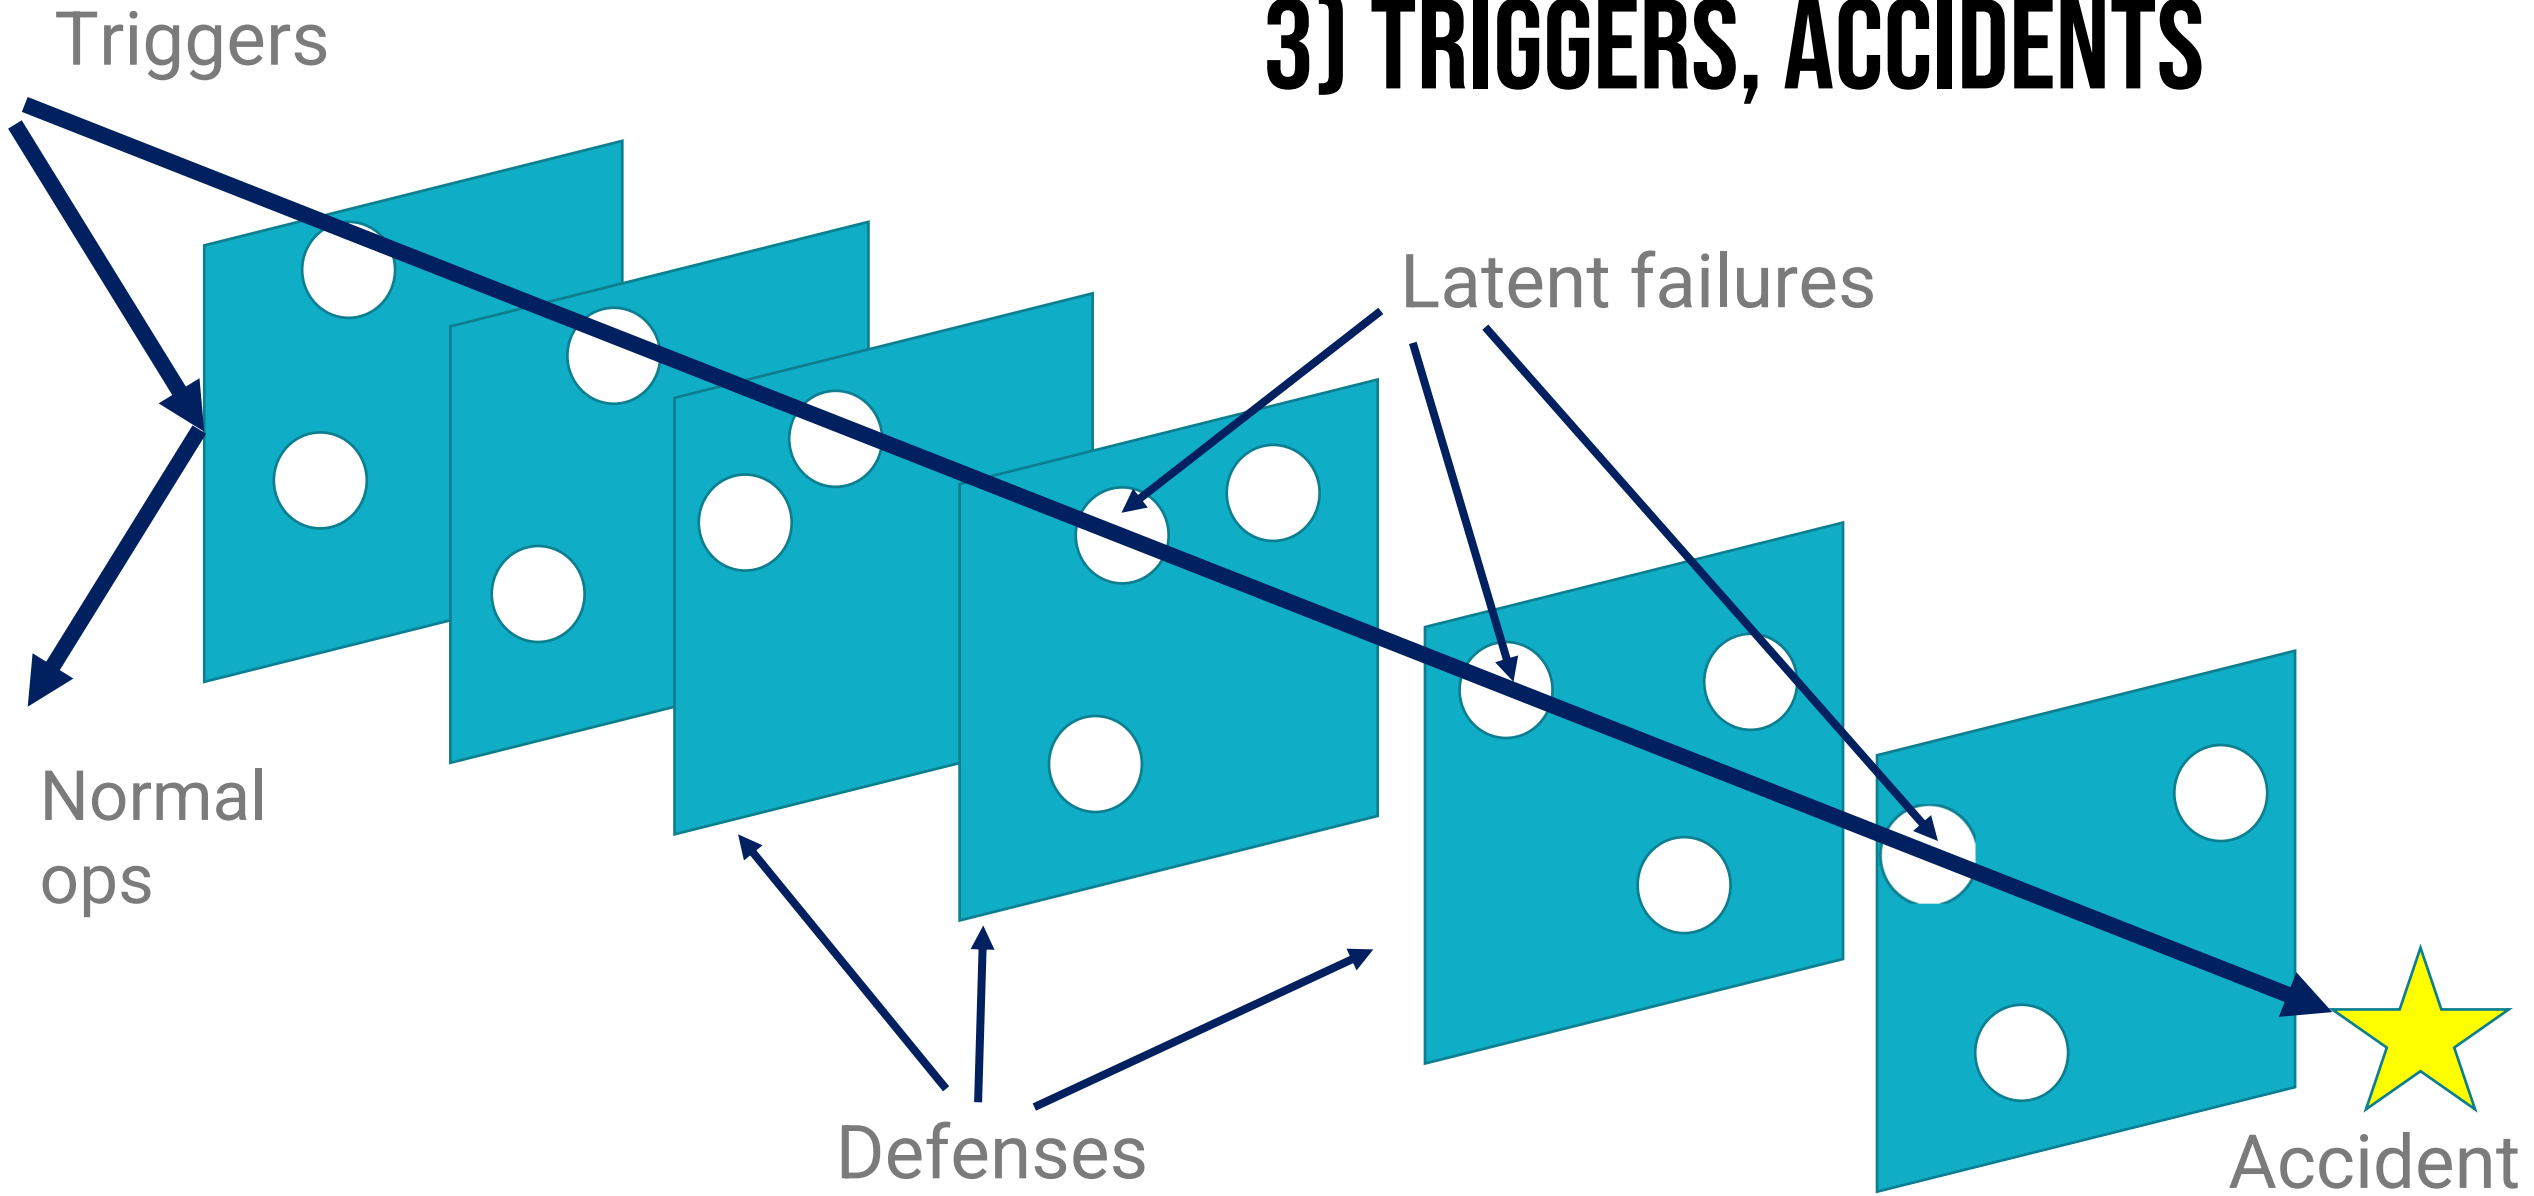 Triggers
3) TRIGGERS, ACCIDENTS
Latent failures
Normal
ops
Defenses
Accident